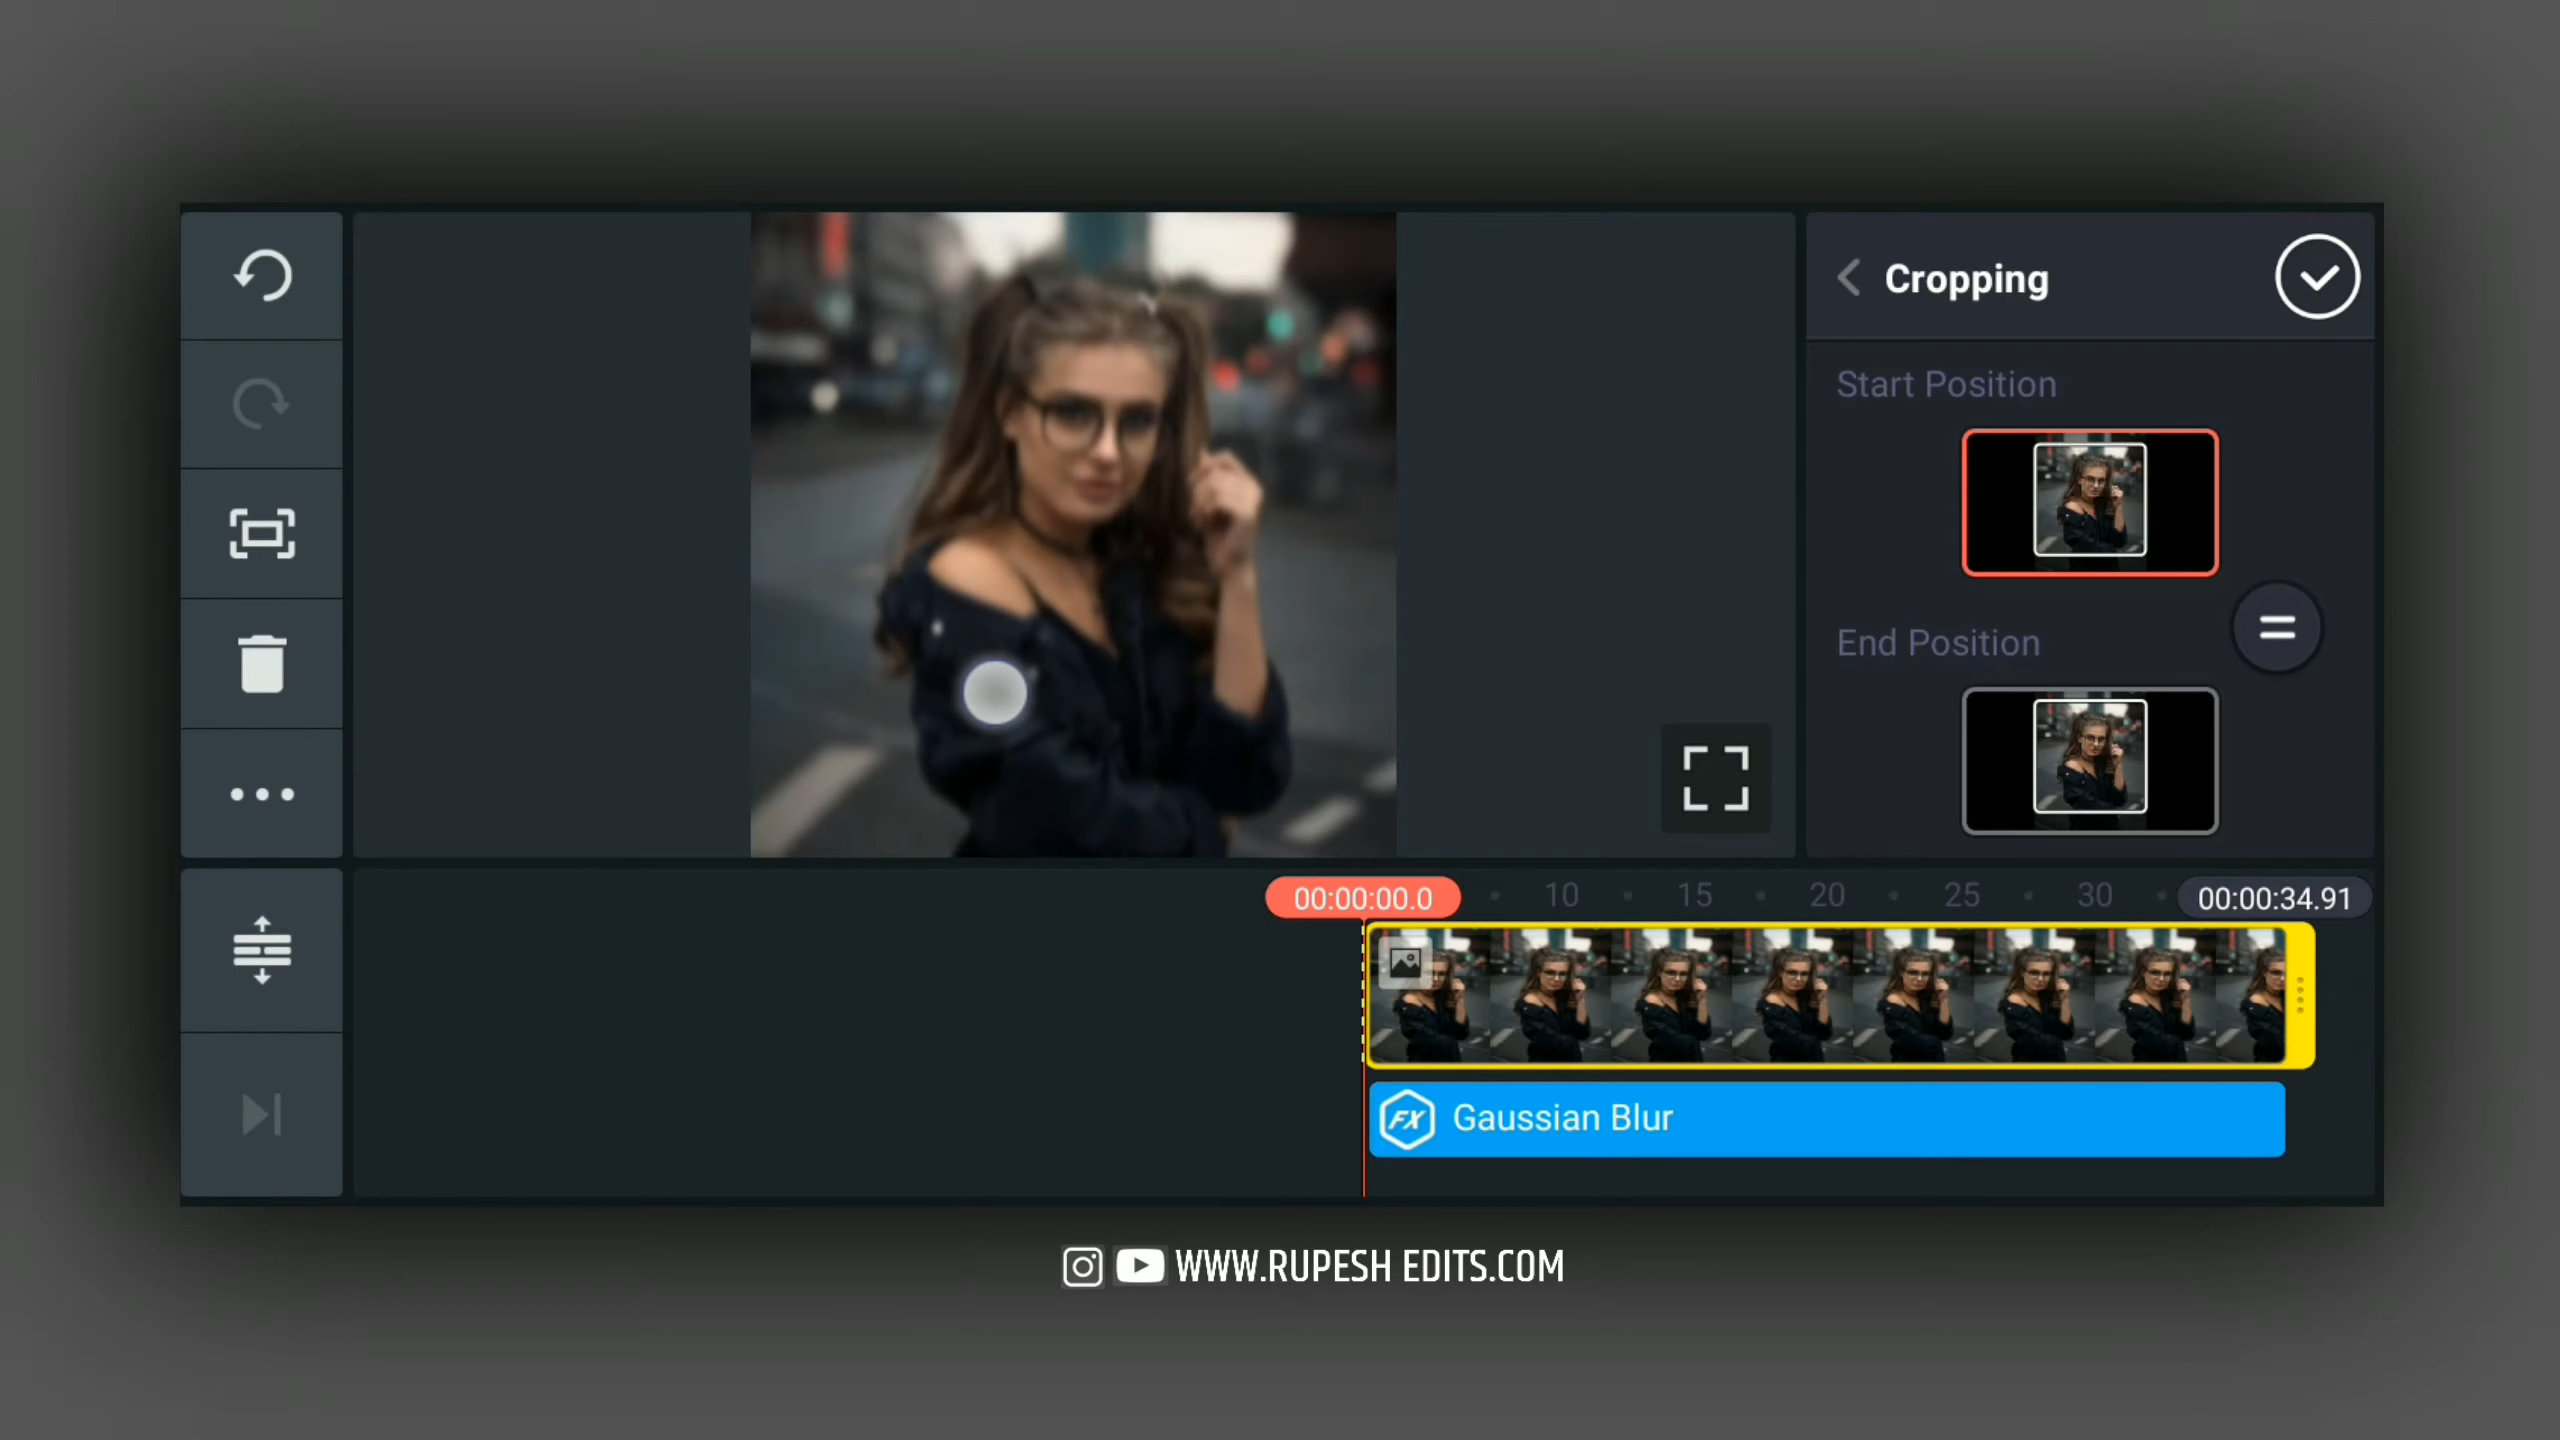 Cropping
Start Position
End Position
00:00:00.0
10
15
20
25
30
00:00:34.91
FX
Gaussian Blur
WWW.RUPESH EDITS.COM